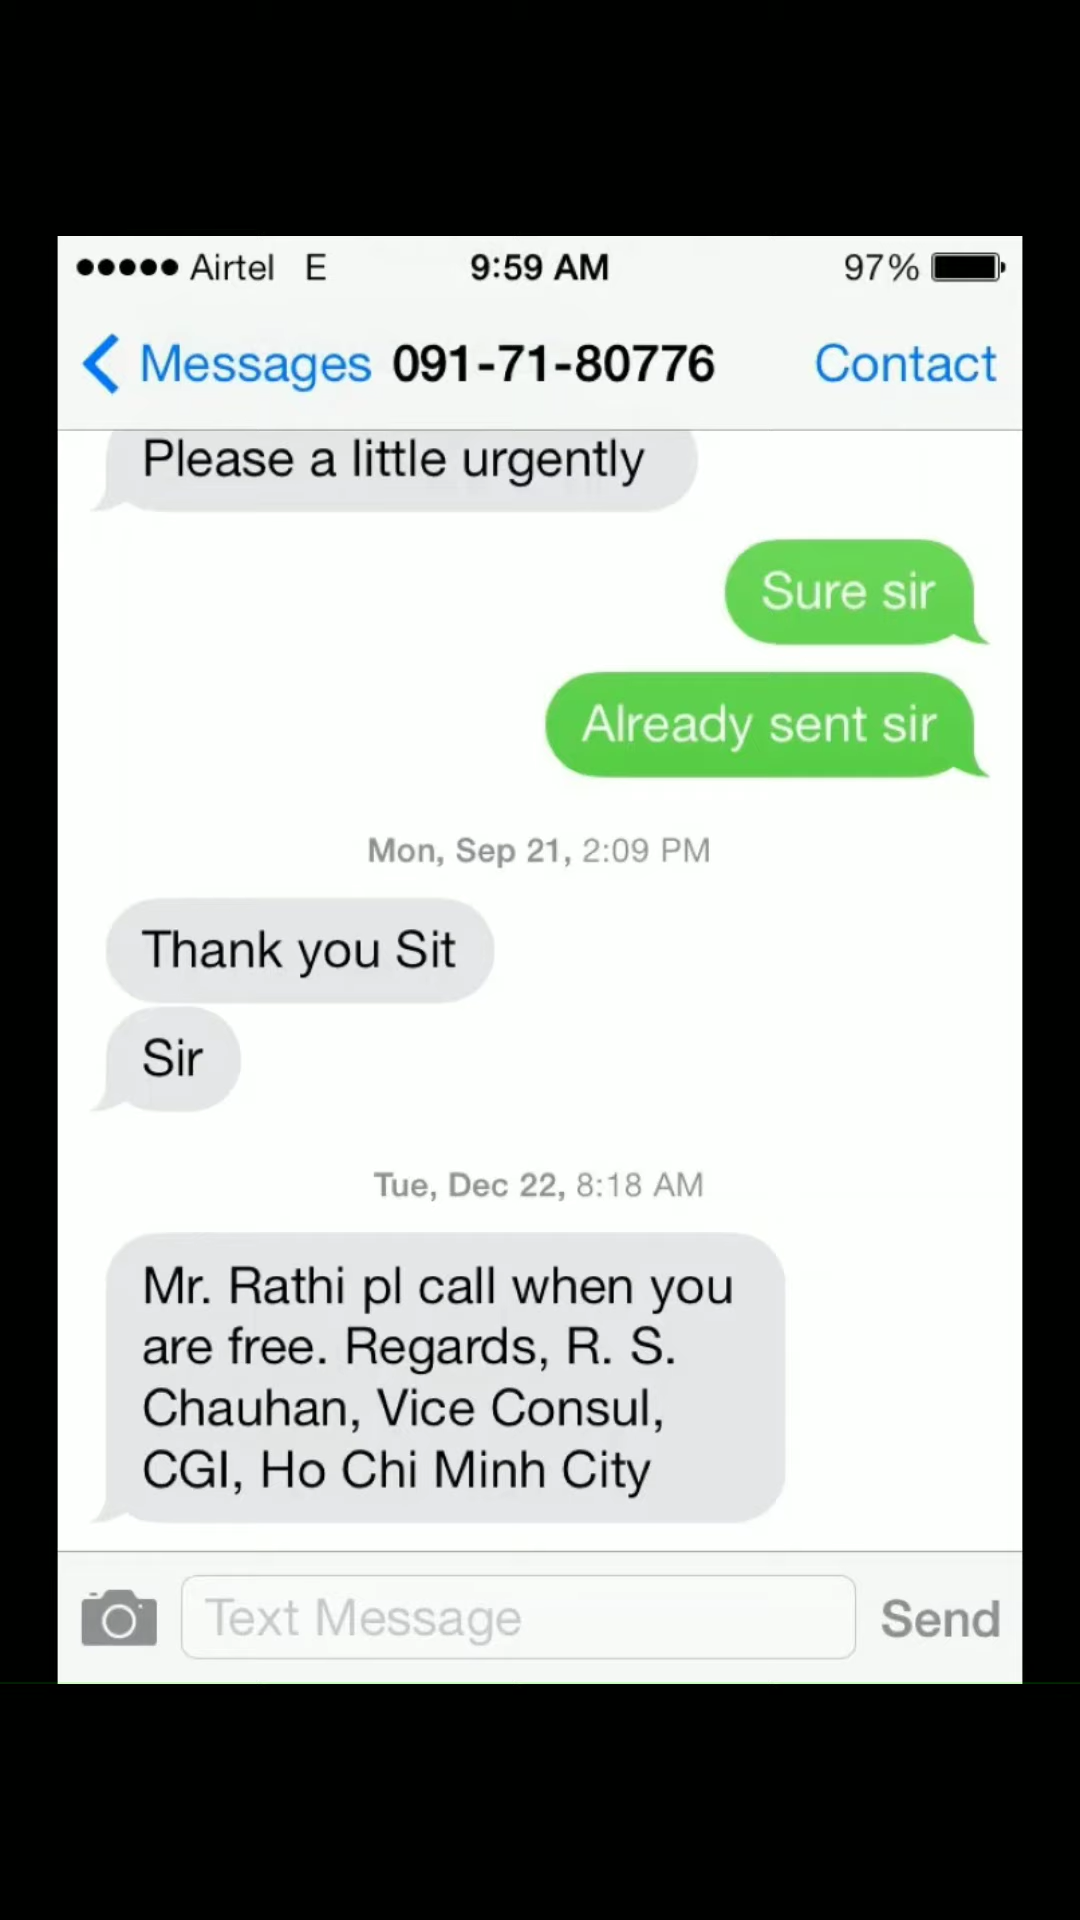 Airtel E 9:59 AM 97%
Messages 091-71-80776 Contact
Please a little urgently
Sure sir
Already sent sir
Mon, Sep 21, 2:09 PM
Thank you Sit
Sir
Tue, Dec 22, 8:18 AM
Mr. Rathi pl call when you
are free. Regards, R. S.
Chauhan, Vice Consul,
CGI, Ho Chi Minh City
Text Message Send